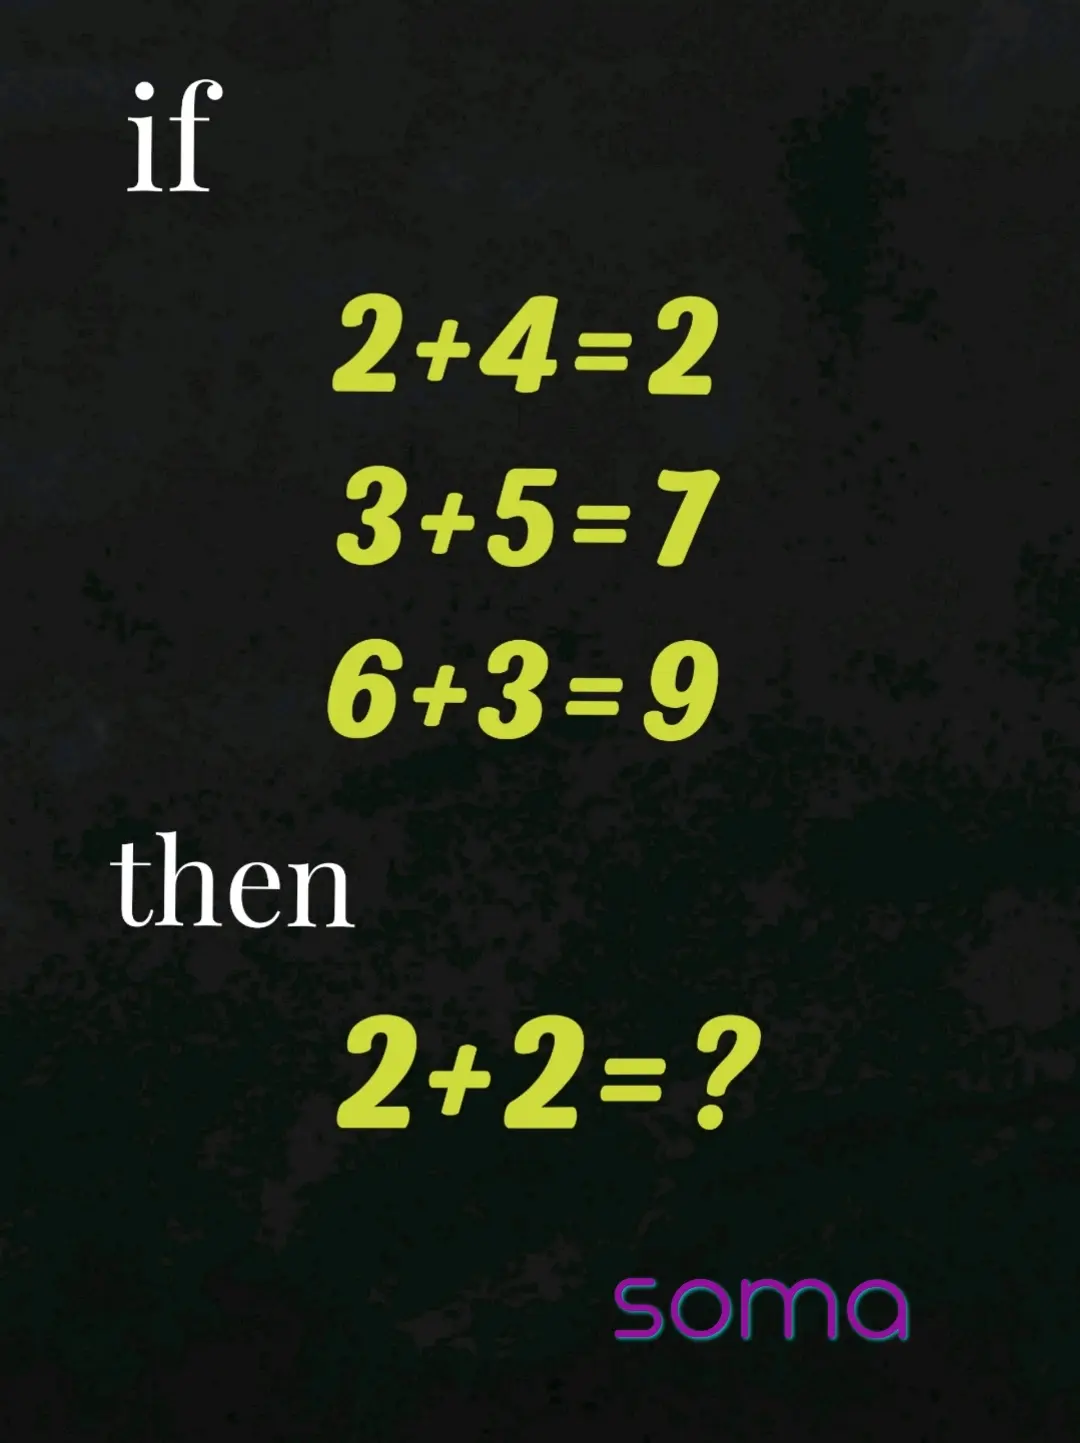 if
2+4=2
3+5=7
6+3=9
then
2+2=?
soma